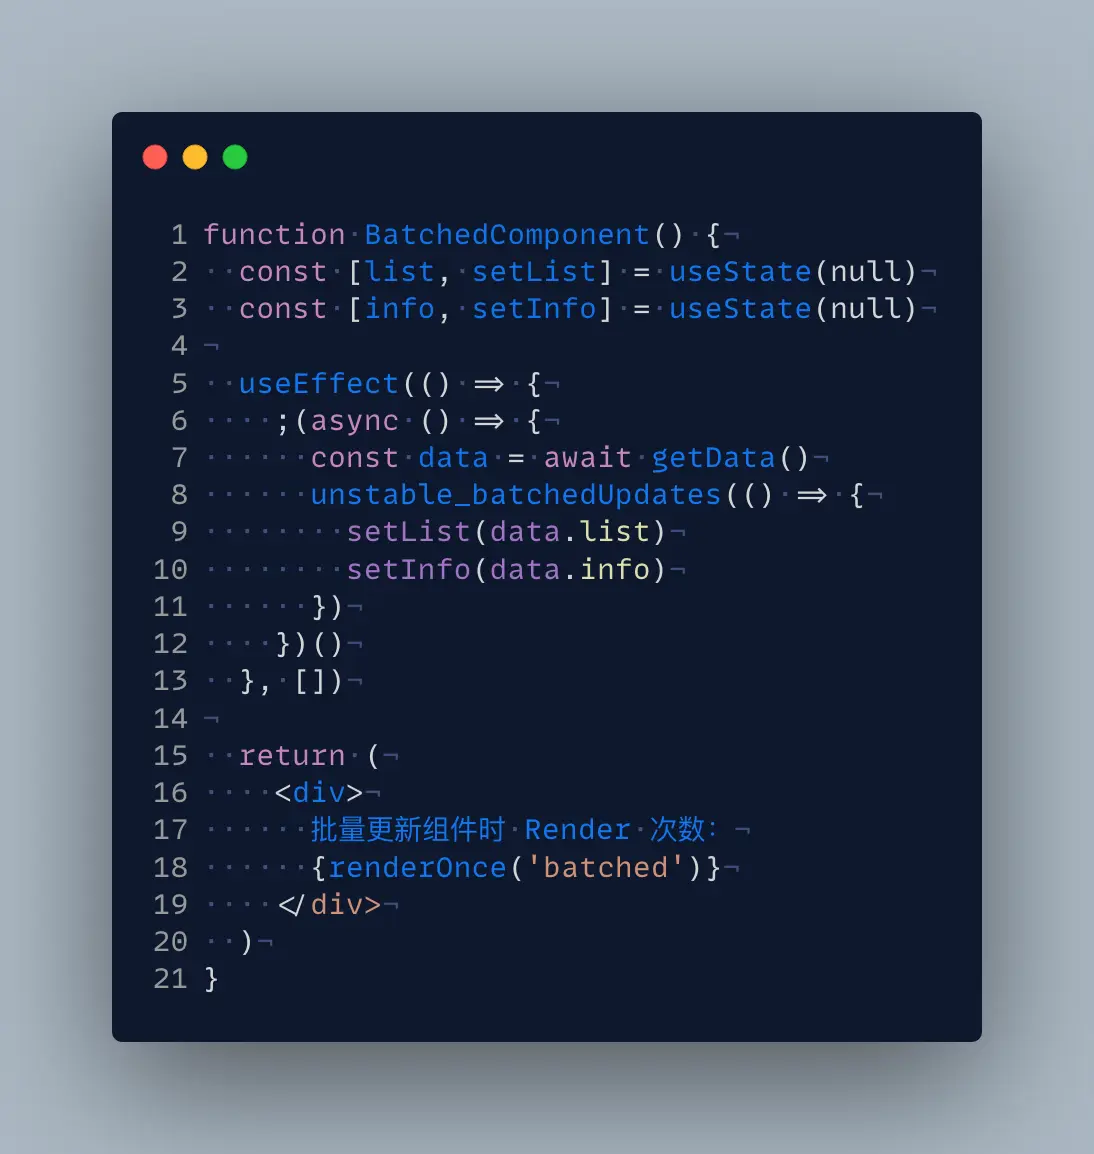 1 function BatchedComponent() {
2   const [list, setList] = useState(null)
3   const [info, setInfo] = useState(null)
4
5   useEffect(() => {
6     ;(async () => {
7       const data = await getData()
8       unstable_batchedUpdates(() => {
9         setList(data.list)
10         setInfo(data.info)
11       })
12     })()
13   }, [])
14
15   return (
16     <div>
17       批量更新组件时 Render 次数：
18       {renderOnce('batched')}
19     </div>
20   )
21 }